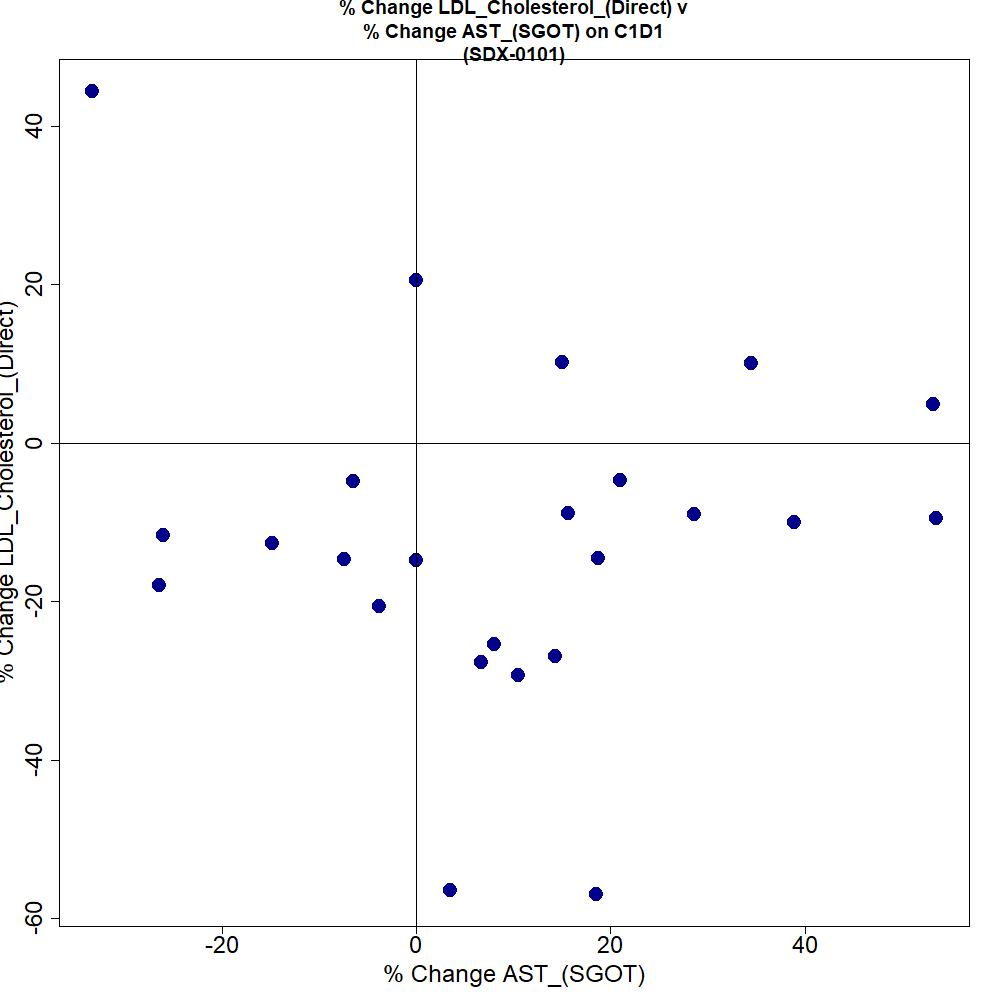 % Change LDL_Cholesterol_(Direct) v
% Change AST_(SGOT) on C1D1
(SDX-0101)
% Change LDL_Cholesterol_(Direct)
40
20
0
-20
-40
-60
-20
0
20
40
% Change AST_(SGOT)